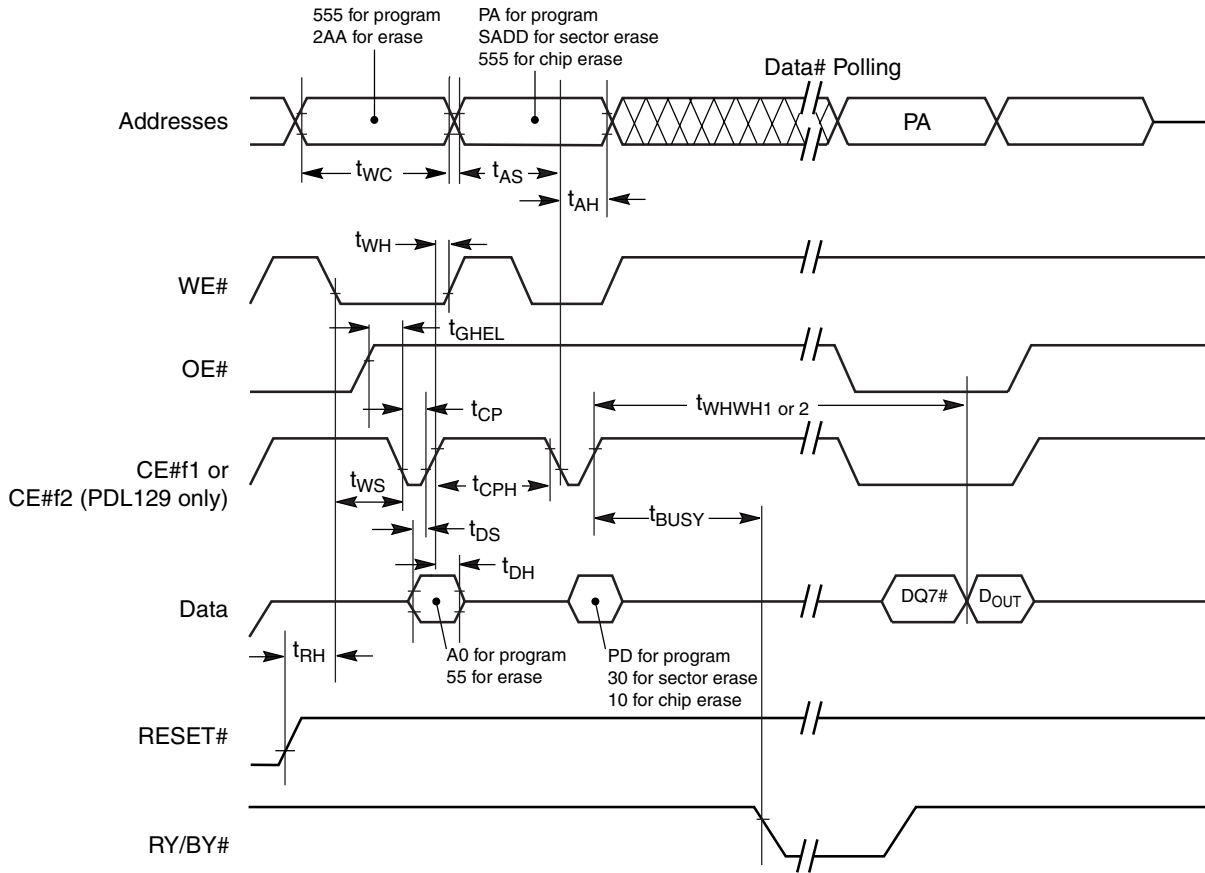 555 for program
2AA for erase
PA for program
SADD for sector erase
555 for chip erase
Data# Polling
Addresses
PA
tWC
tAS
tAH
tWH
WE#
tGHEL
OE#
tCP
tWHWH1 or 2
CE#f1 or
CE#f2 (PDL129 only)
tWS
tCPH
tBUSY
tDS
tDH
Data
DQ7#
DOUT
tRH
A0 for program
55 for erase
PD for program
30 for sector erase
10 for chip erase
RESET#
RY/BY#